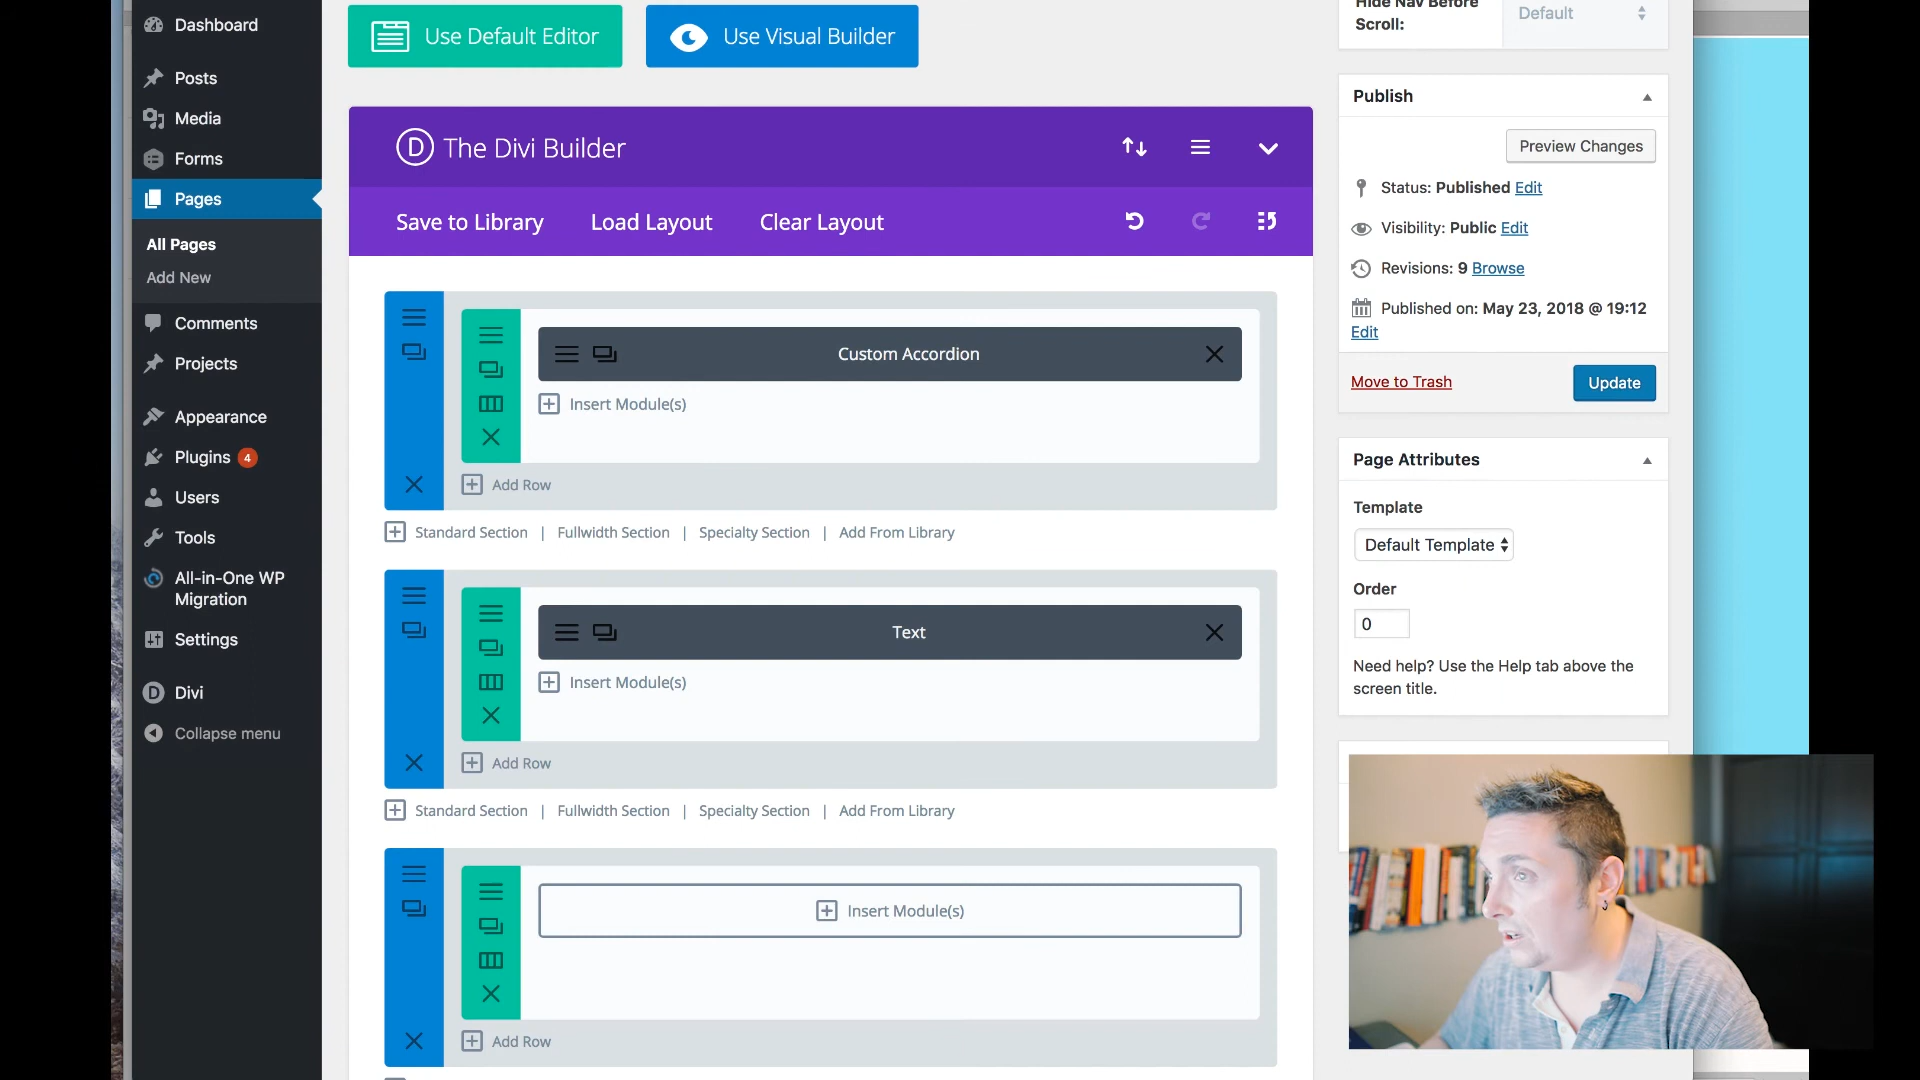 Dashboard
Posts
Media
Forms
Pages
All Pages
Add New
Comments
Projects
Appearance
Plugins 4
Users
Tools
All-in-One WP
Migration
Settings
Divi
Collapse menu
Use Default Editor
Use Visual Builder
D The Divi Builder
Save to Library Load Layout Clear Layout
Custom Accordion
Insert Module(s)
Add Row
Standard Section | Fullwidth Section | Specialty Section | Add From Library
Text
Insert Module(s)
Add Row
Standard Section | Fullwidth Section | Specialty Section | Add From Library
Insert Module(s)
Add Row
Hide Nav Before
Scroll:
Default
Publish
Preview Changes
Status: Published Edit
Visibility: Public Edit
Revisions: 9 Browse
Published on: May 23, 2018 @ 19:12
Edit
Move to Trash
Update
Page Attributes
Template
Default Template
Order
0
Need help? Use the Help tab above the
screen title.